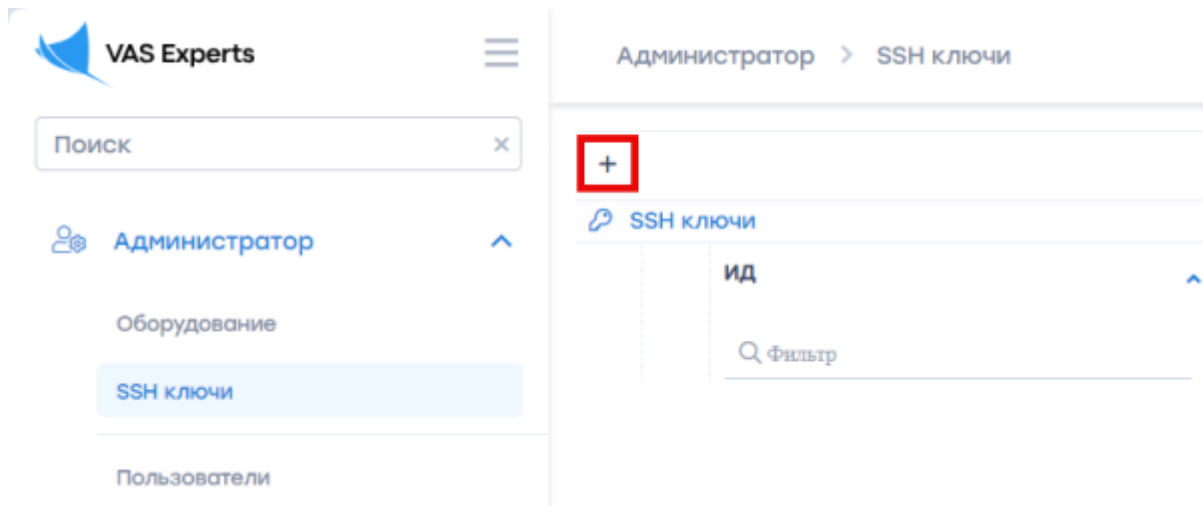 VAS Experts
Администратор > SSH ключи
Поиск
+
SSH ключи
Администратор
ИД
Оборудование
Фильтр
SSH ключи
Пользователи